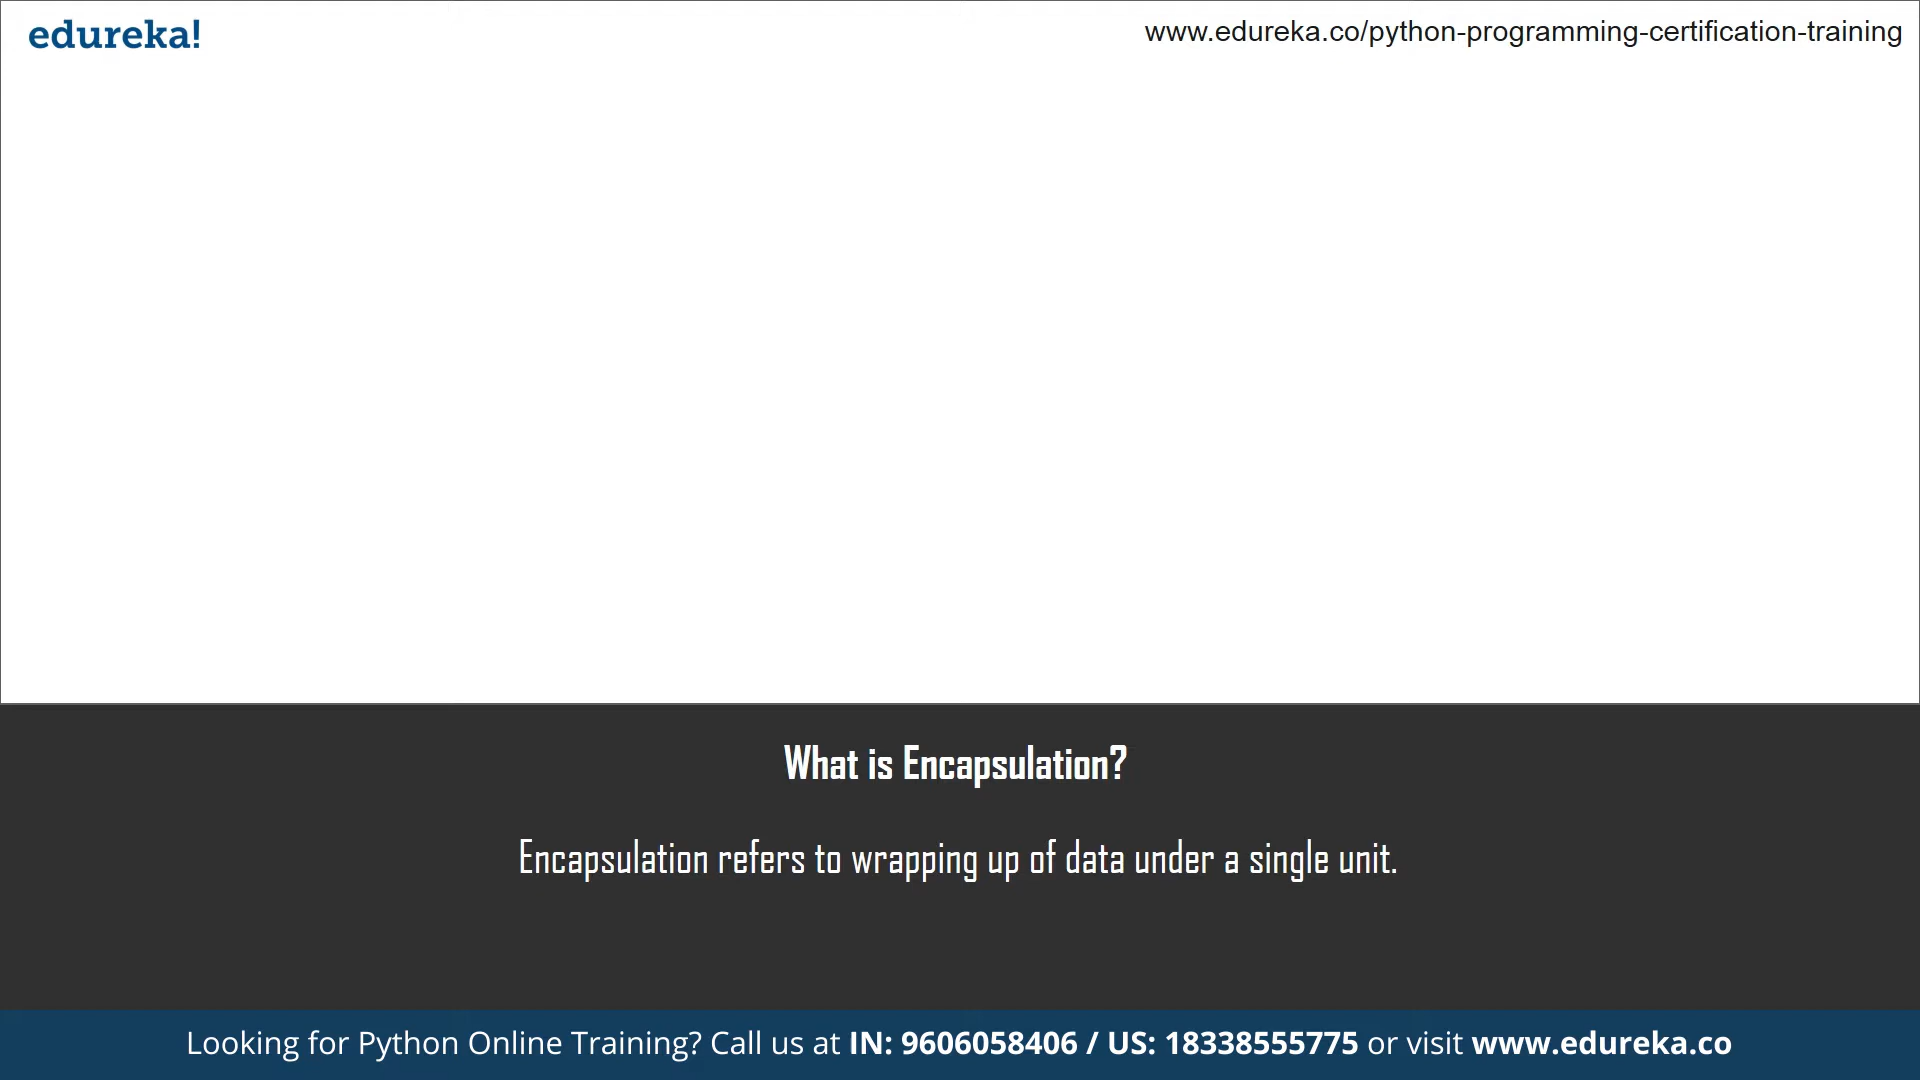 edureka!
www.edureka.co/python-programming-certification-training
What is Encapsulation?
Encapsulation refers to wrapping up of data under a single unit.
Looking for Python Online Training? Call us at IN: 9606058406 / US: 18338555775 or visit www.edureka.co